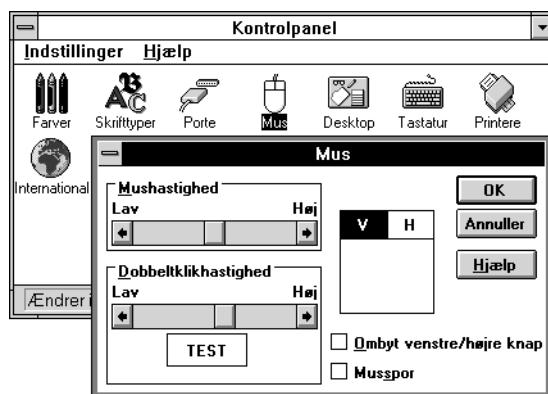 Kontrolpanel
Indstillinger Hjælp
Farver Skrifttyper Porte Mus Desktop Tastatur Printere
International
Mus
Mushastighed
Lav Høj
Dobbeltklikhastighed
Lav Høj
TEST
V H
OK
Annuller
Hjælp
Ombyt venstre/højre knap
Musspor
Ændrer